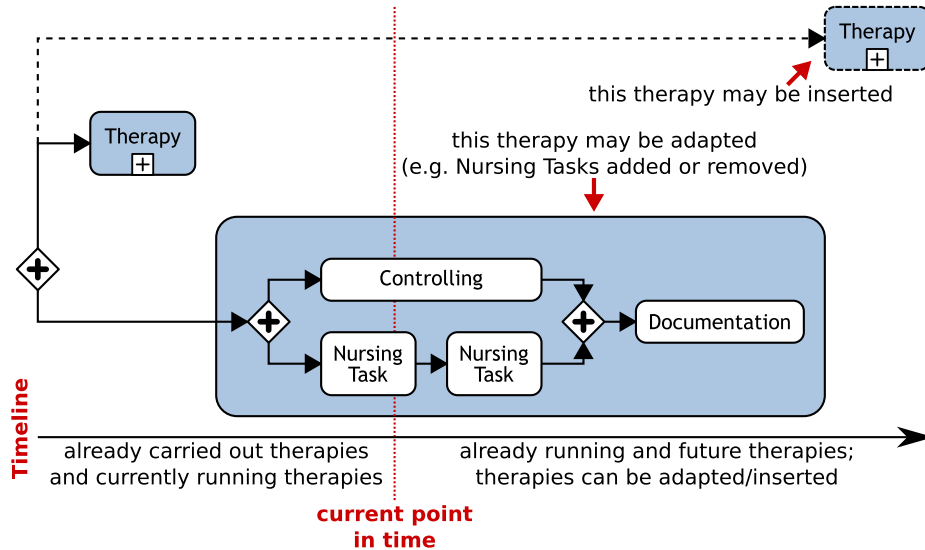 Therapy
this therapy may be inserted
Therapy
this therapy may be adapted
(e.g. Nursing Tasks added or removed)
Controlling
Documentation
Nursing
Task
Nursing
Task
Timeline
already carried out therapies
and currently running therapies
already running and future therapies;
therapies can be adapted/inserted
current point
in time